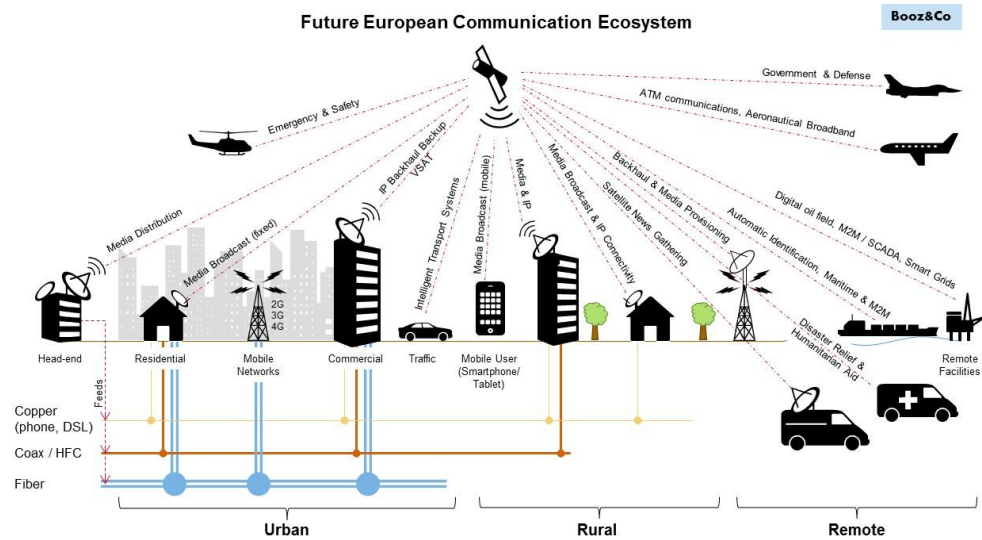 Future European Communication Ecosystem
Booz&Co
Government & Defense
ATM communications, Aeronautical Broadband
Emergency & Safety
IP Backhaul Backup
VSAT
Media Distribution
Media Broadcast (fixed)
Intelligent Transport Systems
Media Broadcast (mobile)
Media & IP
Media Broadcast & IP Connectivity
Satellite News Gathering
Backhaul & Media Provisioning
Automatic Identification, Maritime & M2M
Digital oil field, M2M / SCADA, Smart Grids
Disaster Relief &
Humanitarian Aid
2G
3G
4G
Head-end
Residential
Mobile
Networks
Commercial
Traffic
Mobile User
(Smartphone/
Tablet)
Remote
Facilities
Feeds
Copper
(phone, DSL)
Coax / HFC
Fiber
Urban
Rural
Remote